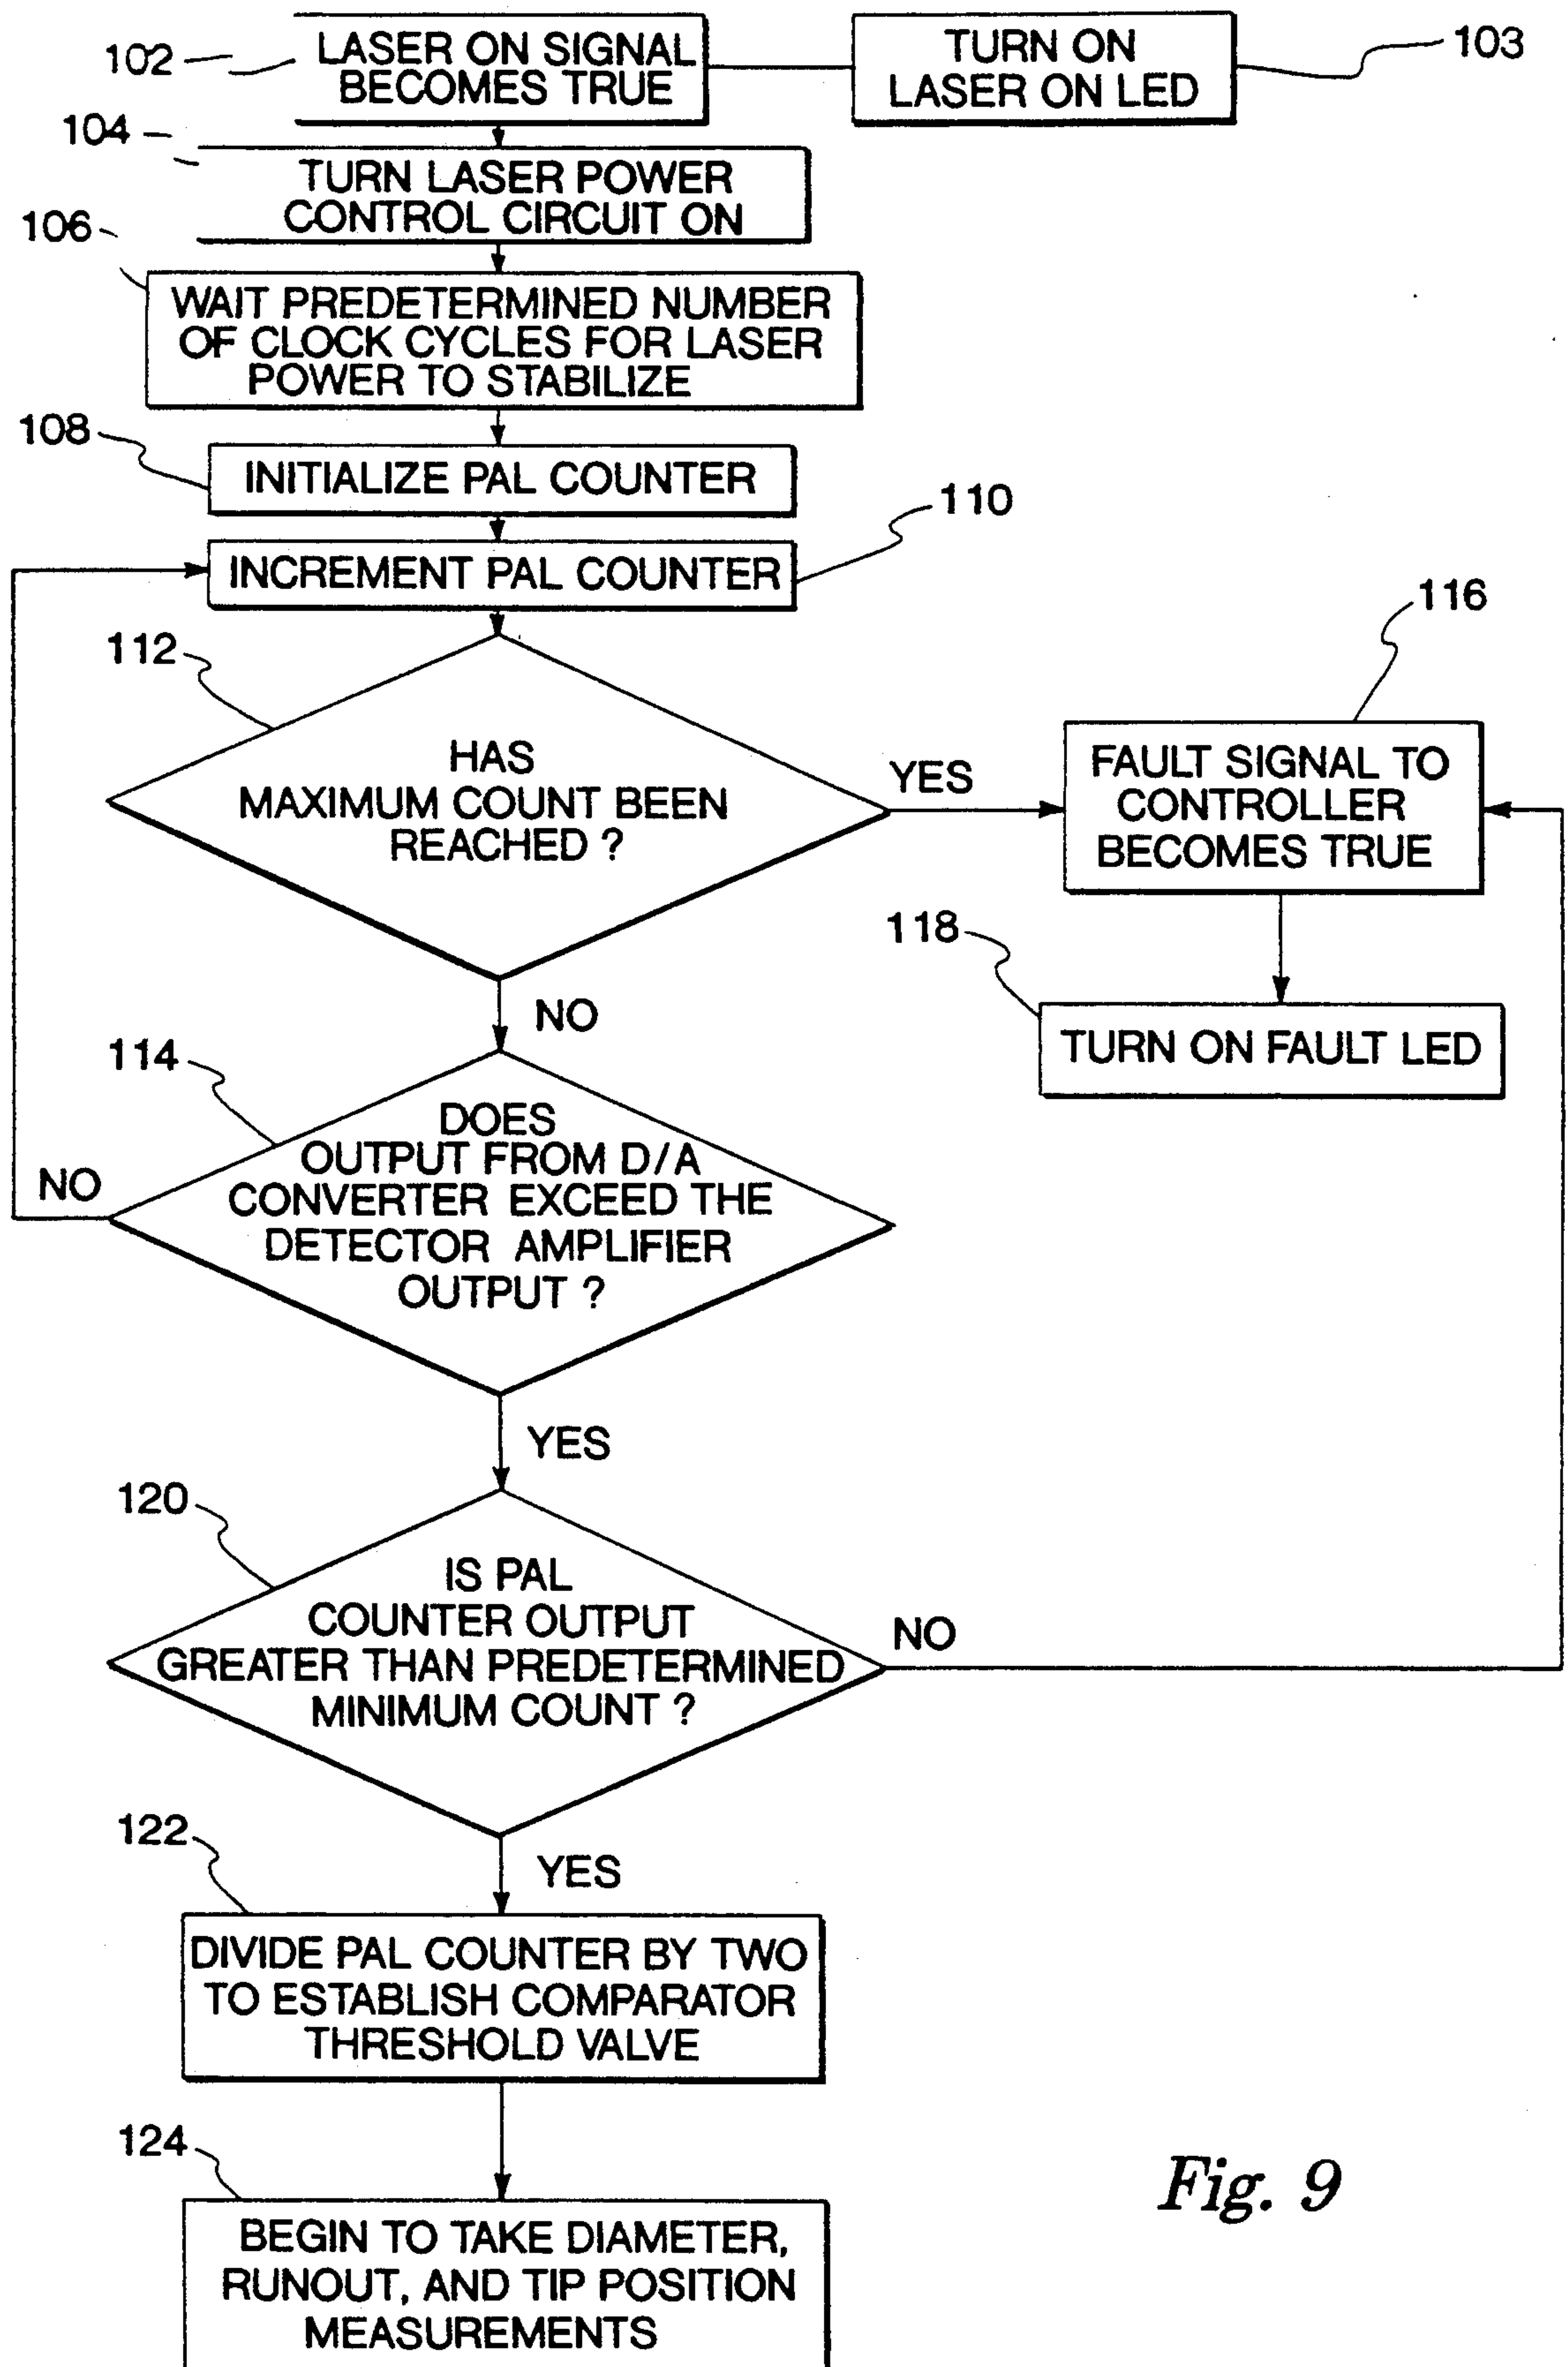 102
LASER ON SIGNAL
BECOMES TRUE
TURN ON
LASER ON LED
103
104
TURN LASER POWER
CONTROL CIRCUIT ON
106
WAIT PREDETERMINED NUMBER
OF CLOCK CYCLES FOR LASER
POWER TO STABILIZE
108
INITIALIZE PAL COUNTER
110
INCREMENT PAL COUNTER
112
HAS
MAXIMUM COUNT BEEN
REACHED ?
YES
116
FAULT SIGNAL TO
CONTROLLER
BECOMES TRUE
118
TURN ON FAULT LED
NO
114
DOES
OUTPUT FROM D/A
CONVERTER EXCEED THE
DETECTOR AMPLIFIER
OUTPUT ?
NO
YES
120
IS PAL
COUNTER OUTPUT
GREATER THAN PREDETERMINED
MINIMUM COUNT ?
NO
YES
122
DIVIDE PAL COUNTER BY TWO
TO ESTABLISH COMPARATOR
THRESHOLD VALVE
124
BEGIN TO TAKE DIAMETER,
RUNOUT, AND TIP POSITION
MEASUREMENTS
Fig. 9